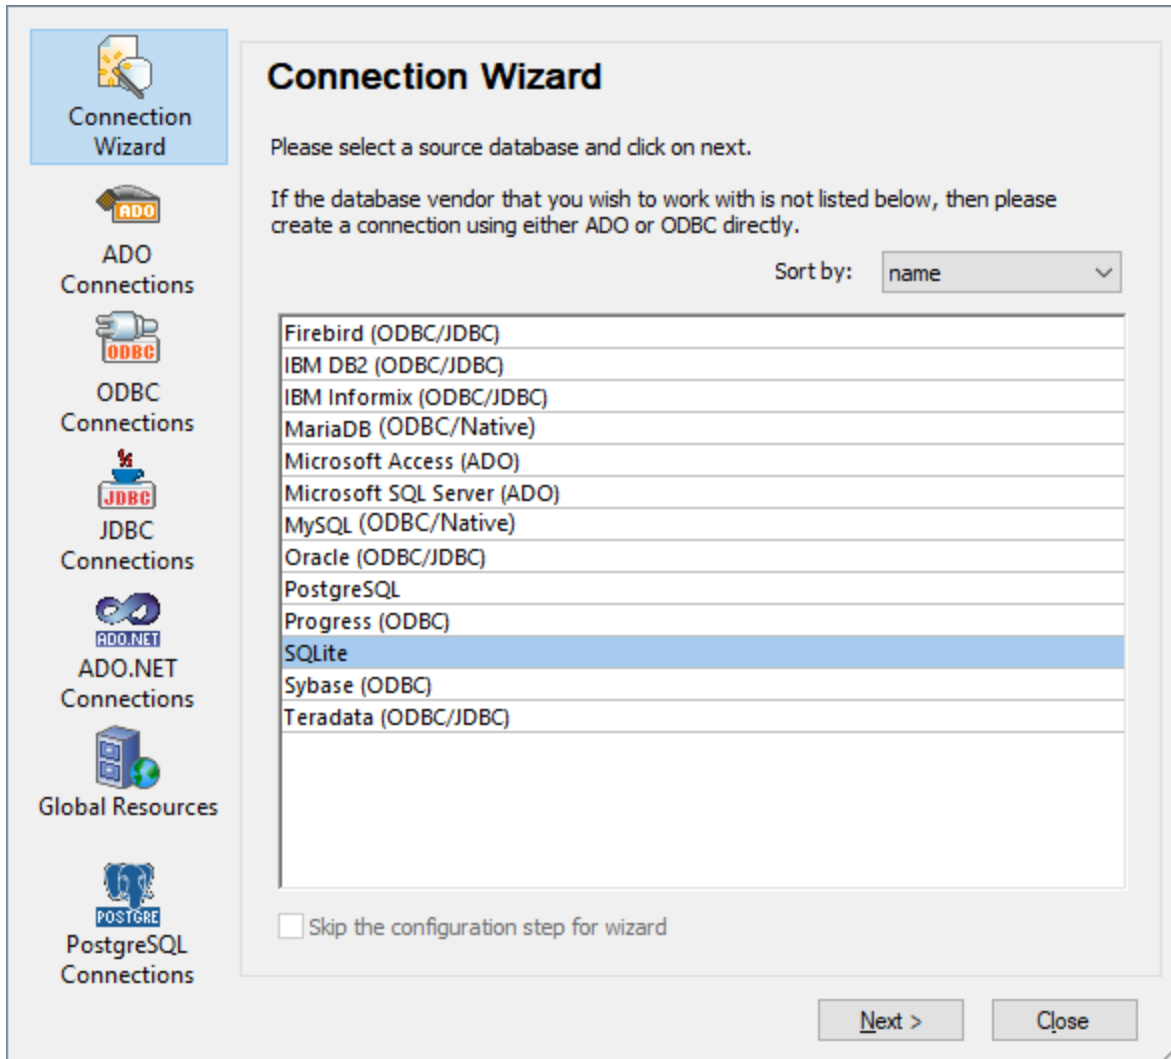 Connection
Wizard
ADO
ADO
Connections
ODBC
ODBC
Connections
JDBC
JDBC
Connections
ADO.NET
ADO.NET
Connections
Global Resources
POSTGRE
PostgreSQL
Connections
Connection Wizard
Please select a source database and click on next.
If the database vendor that you wish to work with is not listed below, then please
create a connection using either ADO or ODBC directly.
Sort by: name
Firebird (ODBC/JDBC)
IBM DB2 (ODBC/JDBC)
IBM Informix (ODBC/JDBC)
MariaDB (ODBC/Native)
Microsoft Access (ADO)
Microsoft SQL Server (ADO)
MySQL (ODBC/Native)
Oracle (ODBC/JDBC)
PostgreSQL
Progress (ODBC)
SQLite
Sybase (ODBC)
Teradata (ODBC/JDBC)
Skip the configuration step for wizard
Next > Close